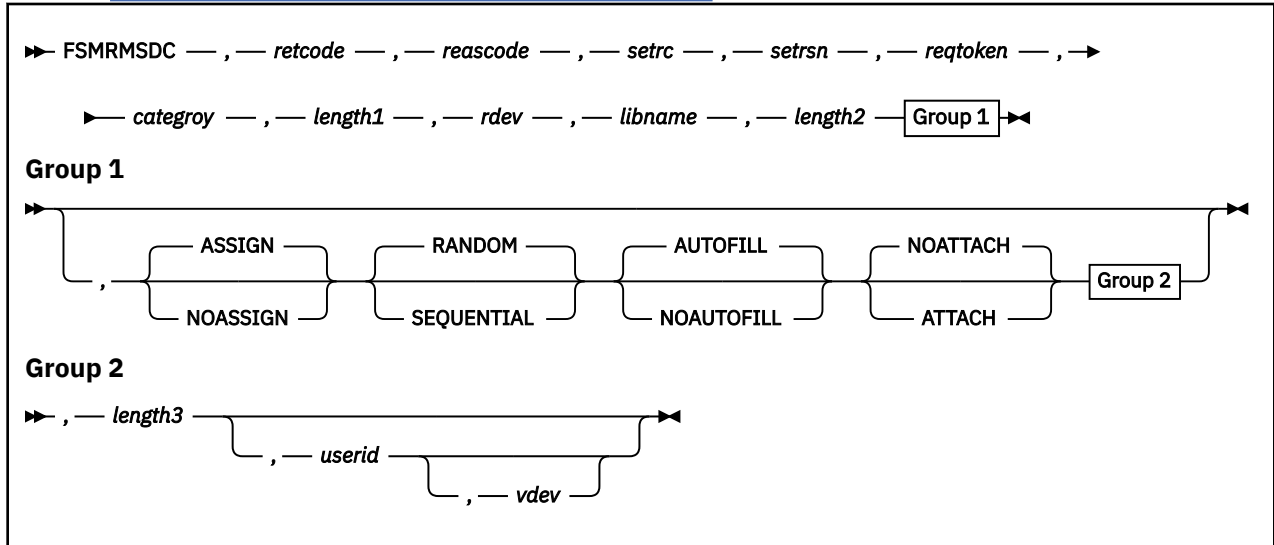 FSMRMSDC , retcode , reascode , setrc , setrsn , reqtoken ,
categroy , length1 , rdev , libname , length2 Group 1
Group 1
ASSIGN RANDOM AUTOFILL NOATTACH
, Group 2
NOASSIGN SEQUENTIAL NOAUTOFILL ATTACH
Group 2
, length3
, userid
, vdev